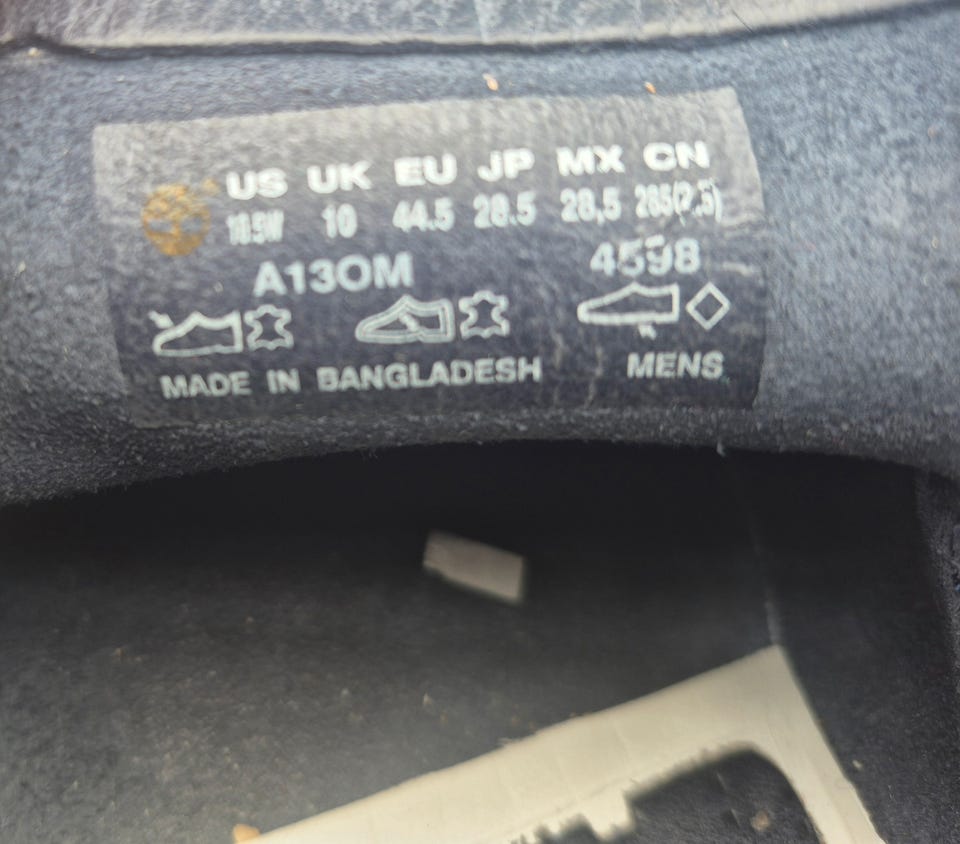 US UK EU JP MX CN
10.5W 10 44.5 28.5 28,5 285(2.5)
A13OM 4598
MADE IN BANGLADESH MENS